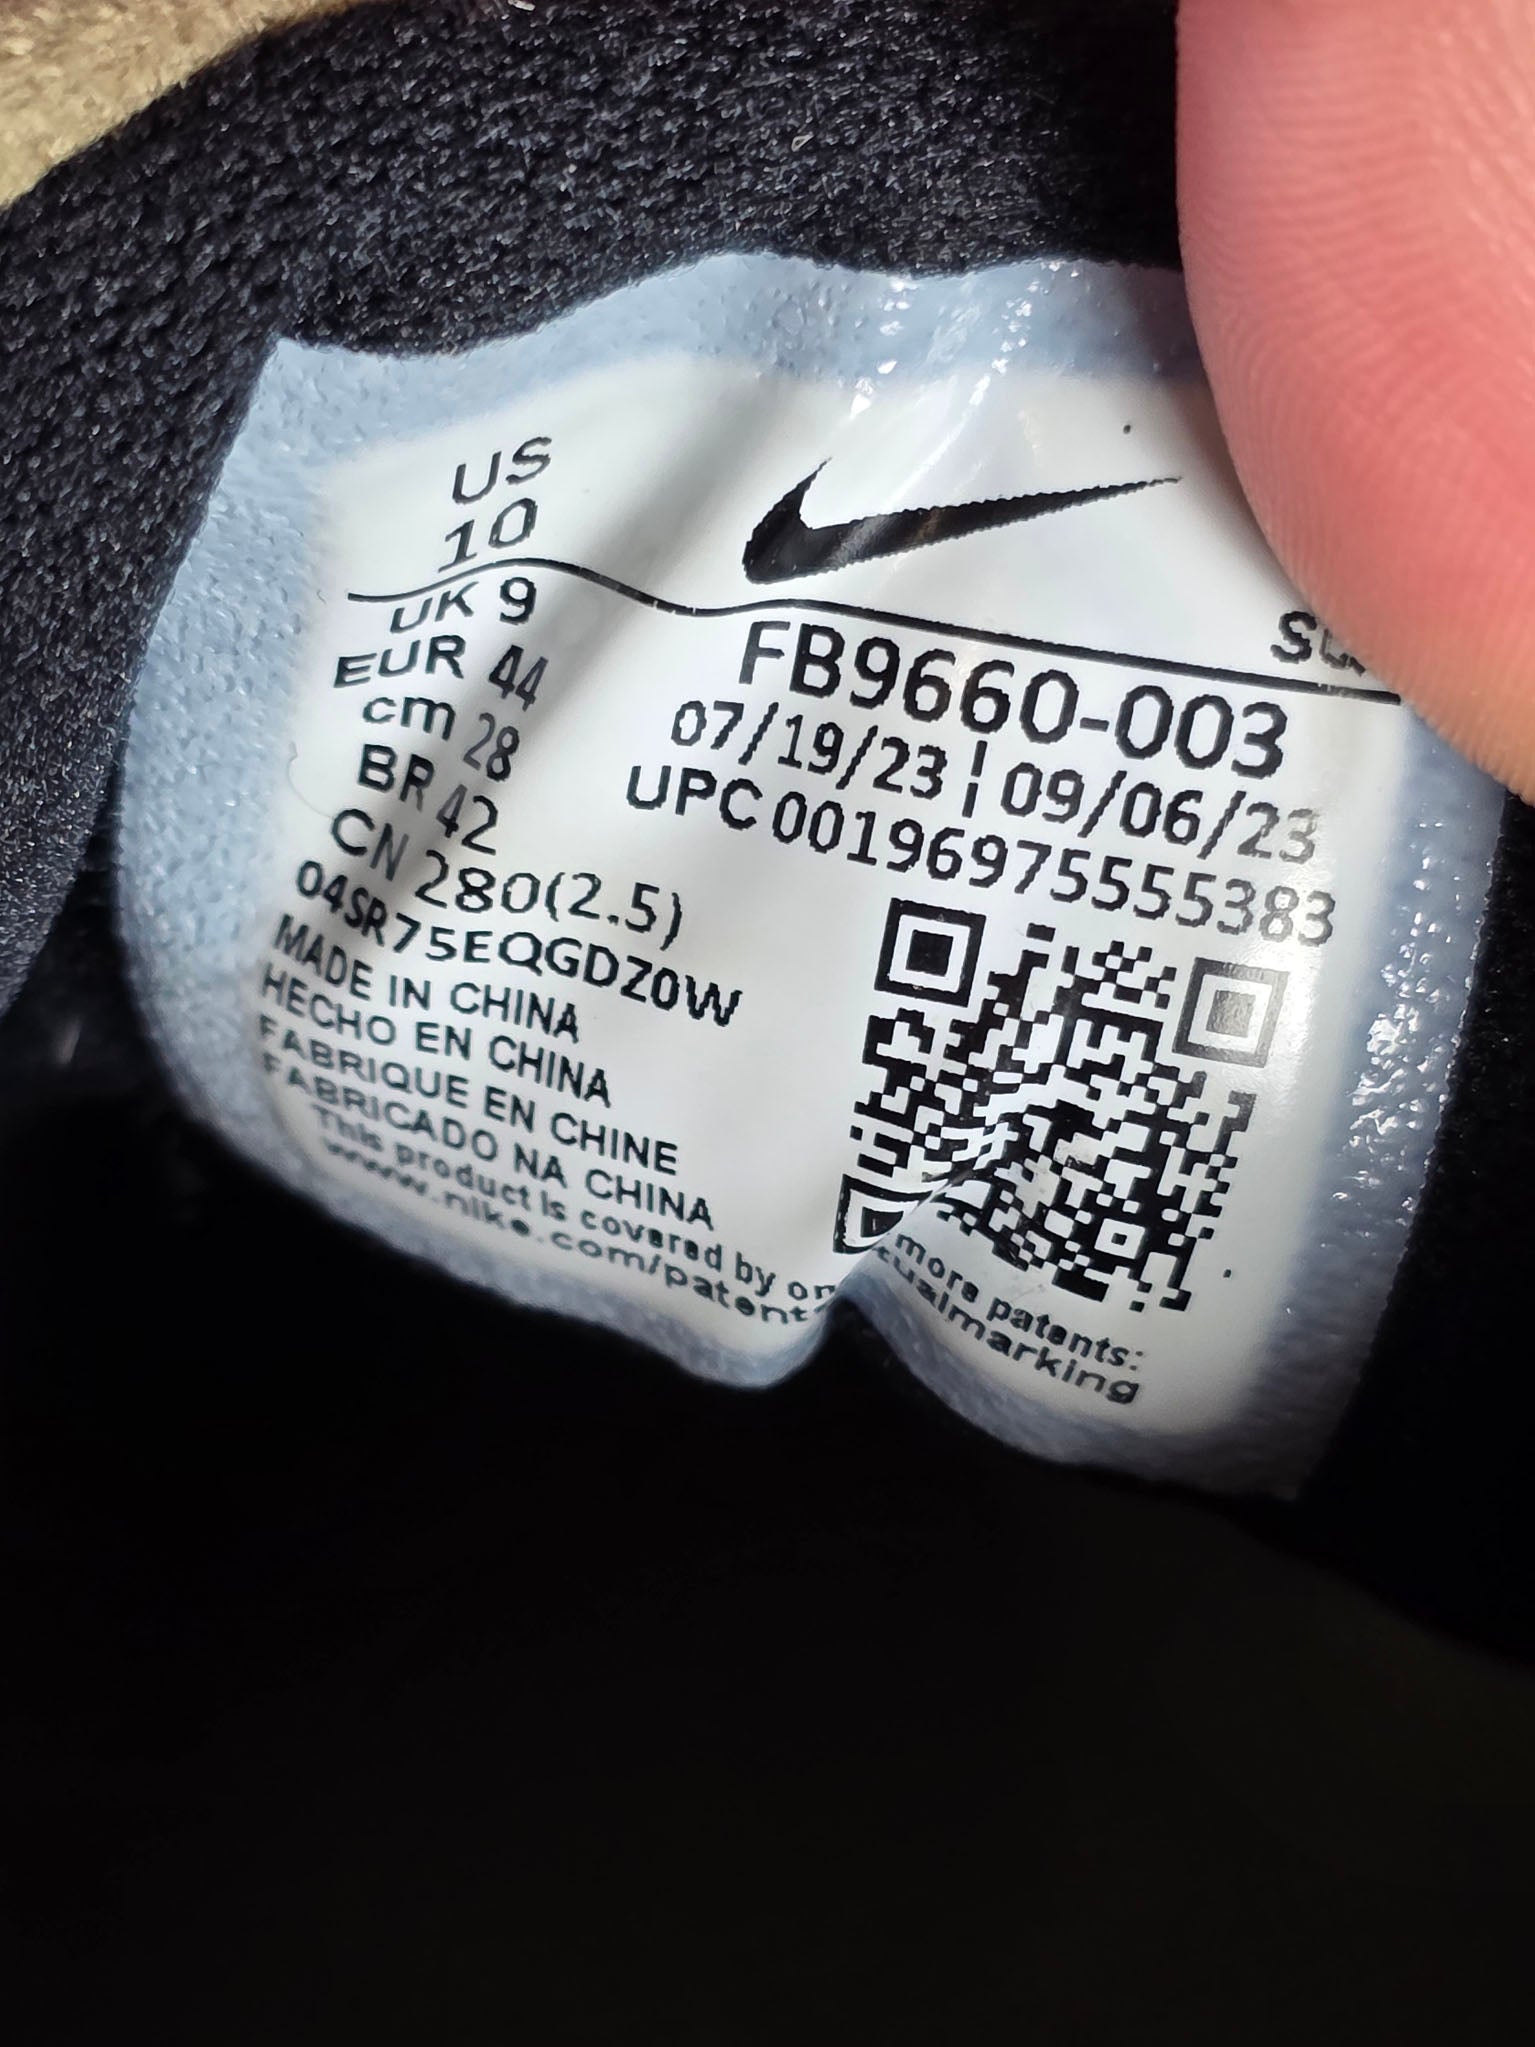 US
10
UK 9
EUR 44
cm 28
BR 42
CN 280(2.5)
04SR75EQGDZ0W
MADE IN CHINA
HECHO EN CHINA
FABRIQUE EN CHINE
FABRICADO NA CHINA
FB9660-003
07/19/23 ¦ 09/06/23
UPC 00196975555383
This product is covered by more patents:
www.nike.com/patent